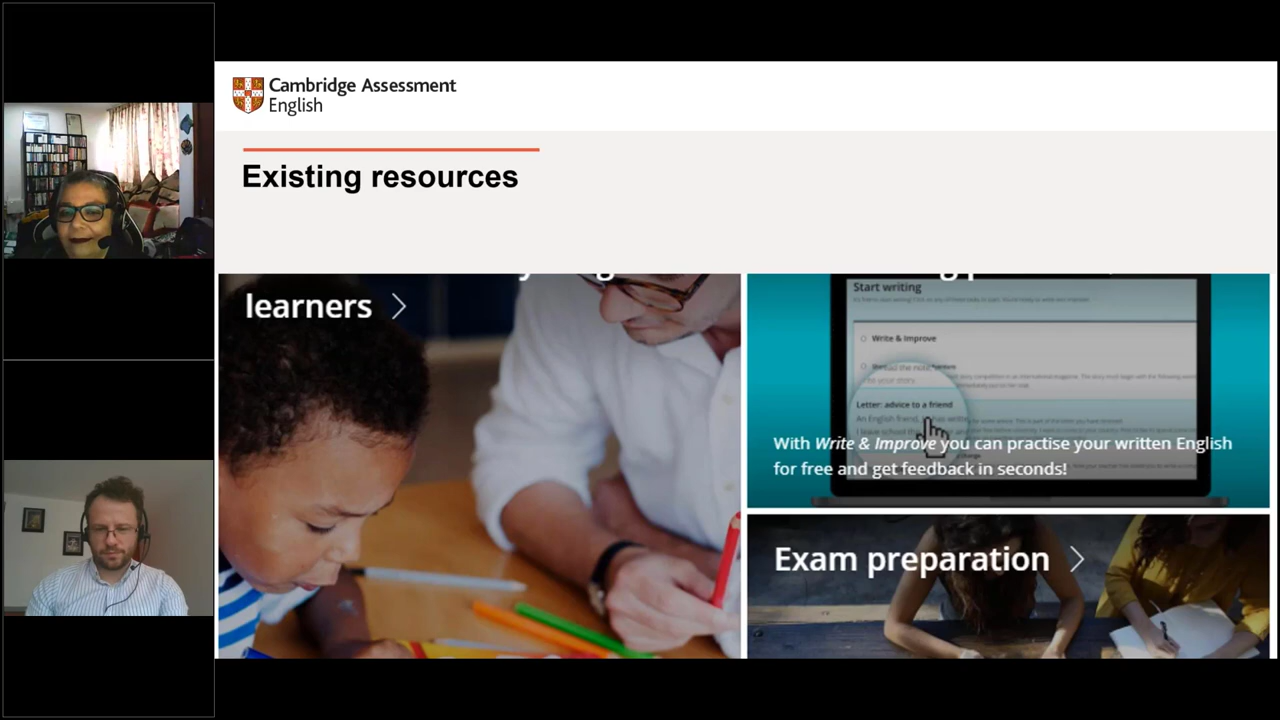 Cambridge Assessment
English
Existing resources
learners
Start writing
Write & Improve
Letter: advice to a friend
With Write & Improve you can practise your written English
for free and get feedback in seconds!
Exam preparation